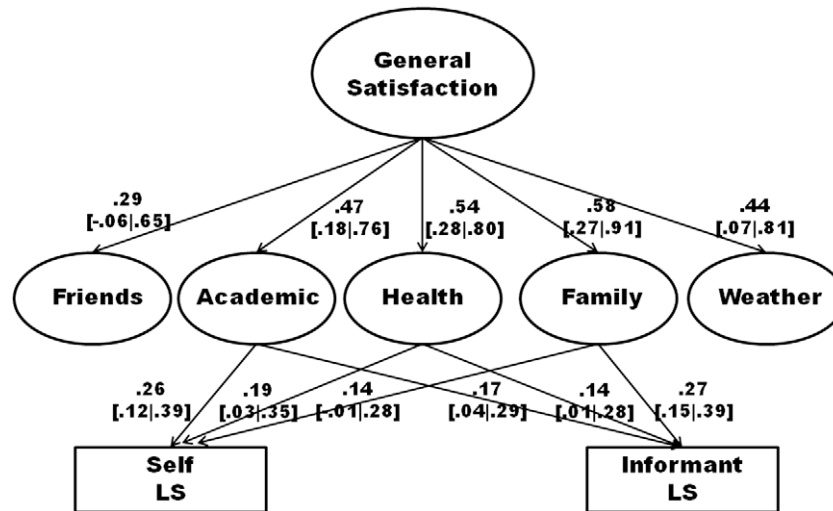 General
Satisfaction
.29
[-.06|.65]
.47
[.18|.76]
.54
[.28|.80]
.58
[.27|.91]
.44
[.07|.81]
Friends
Academic
Health
Family
Weather
.26
[.12|.39]
.19
[.03|.35]
.14
[.01|.28]
.17
[.04|.29]
.14
[.01|.28]
.27
[.15|.39]
Self
LS
Informant
LS